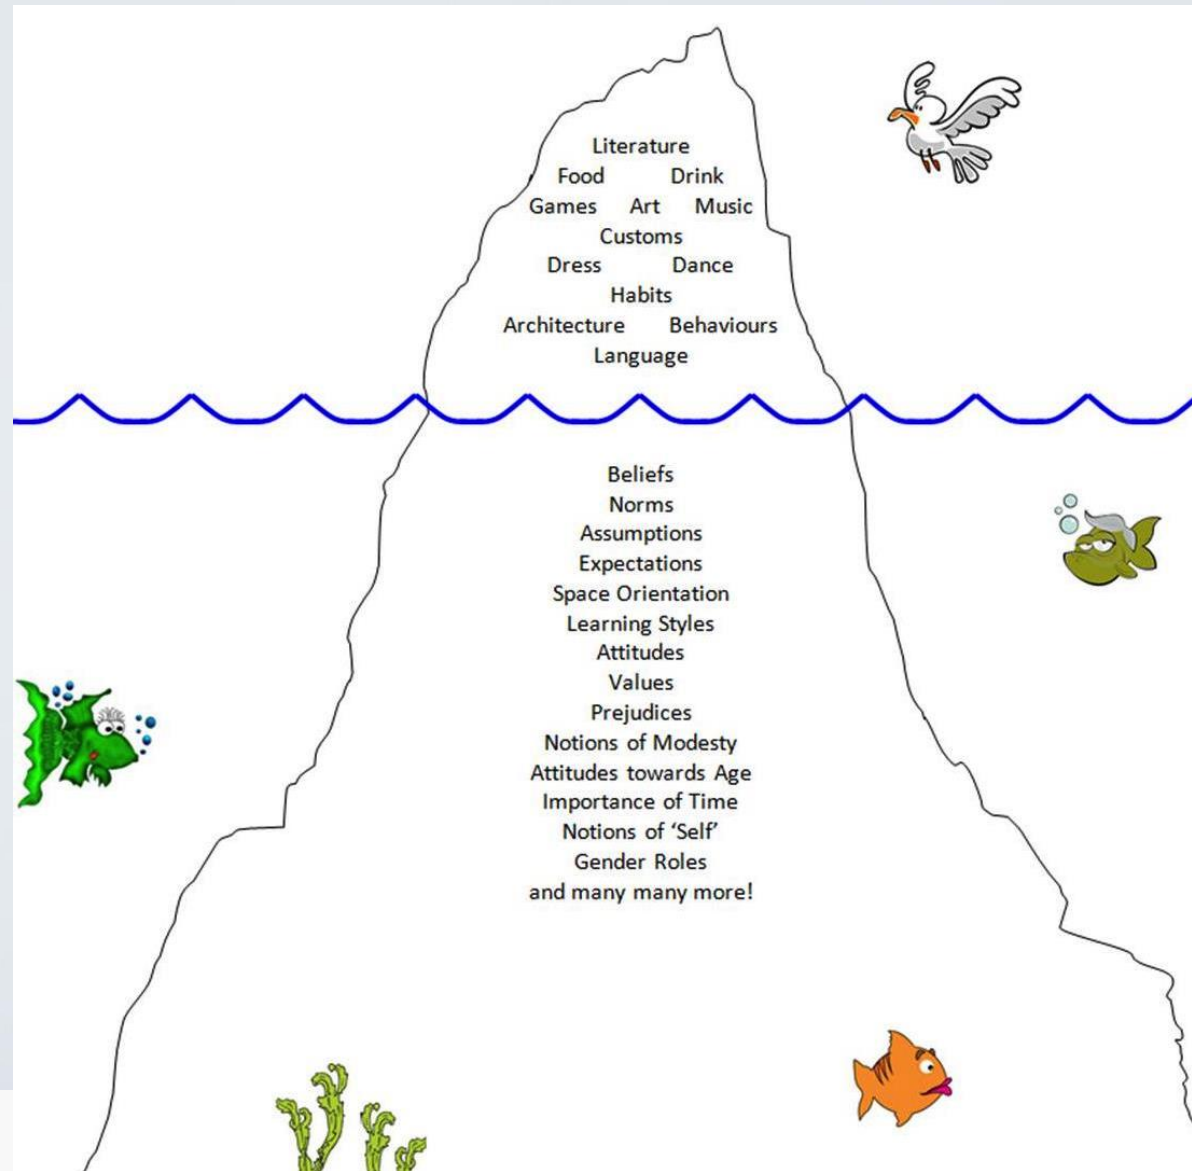 Literature
Food Drink
Games Art Music
Customs
Dress Dance
Habits
Architecture Behaviours
Language
Beliefs
Norms
Assumptions
Expectations
Space Orientation
Learning Styles
Attitudes
Values
Prejudices
Notions of Modesty
Attitudes towards Age
Importance of Time
Notions of ‘Self’
Gender Roles
and many many more!